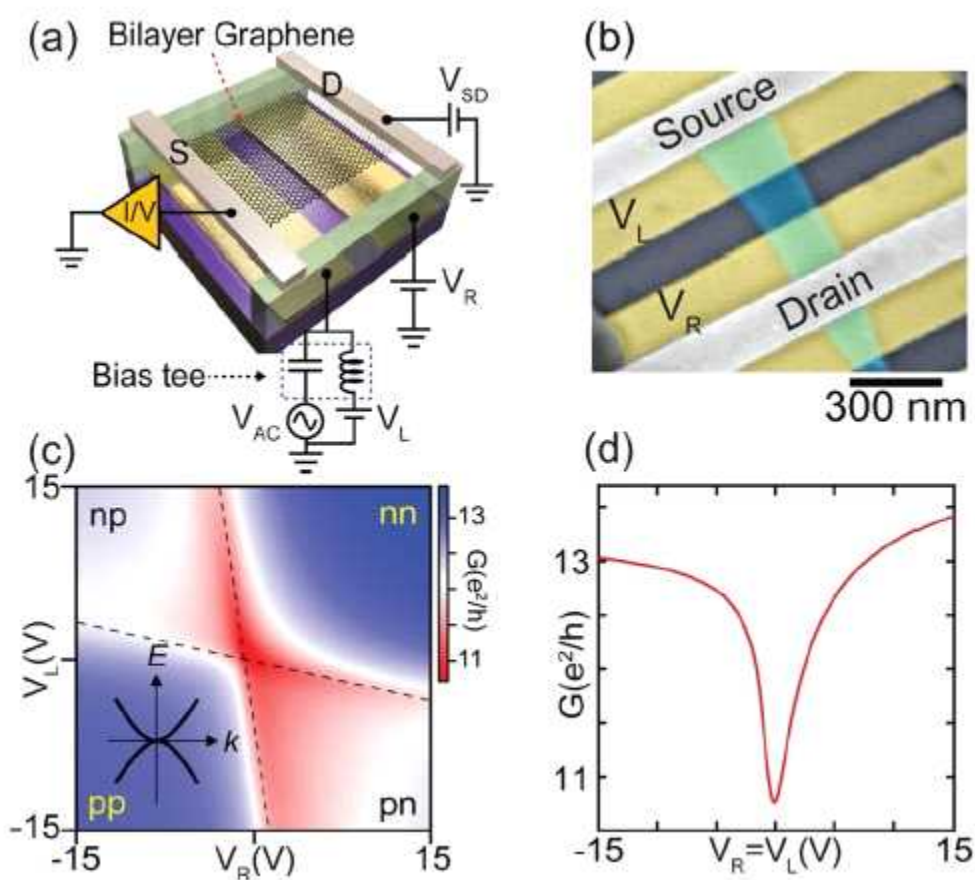 (a)
Bilayer Graphene
D
V_SD
S
I/V
V_R
Bias tee
V_AC
V_L
(b)
Source
V_L
V_R
Drain
300 nm
(c)
15
np
nn
13
G(e²/h)
11
V_L(V)
E
k
pp
pn
-15
-15
V_R(V)
15
(d)
13
G(e²/h)
11
-15
V_R=V_L(V)
15